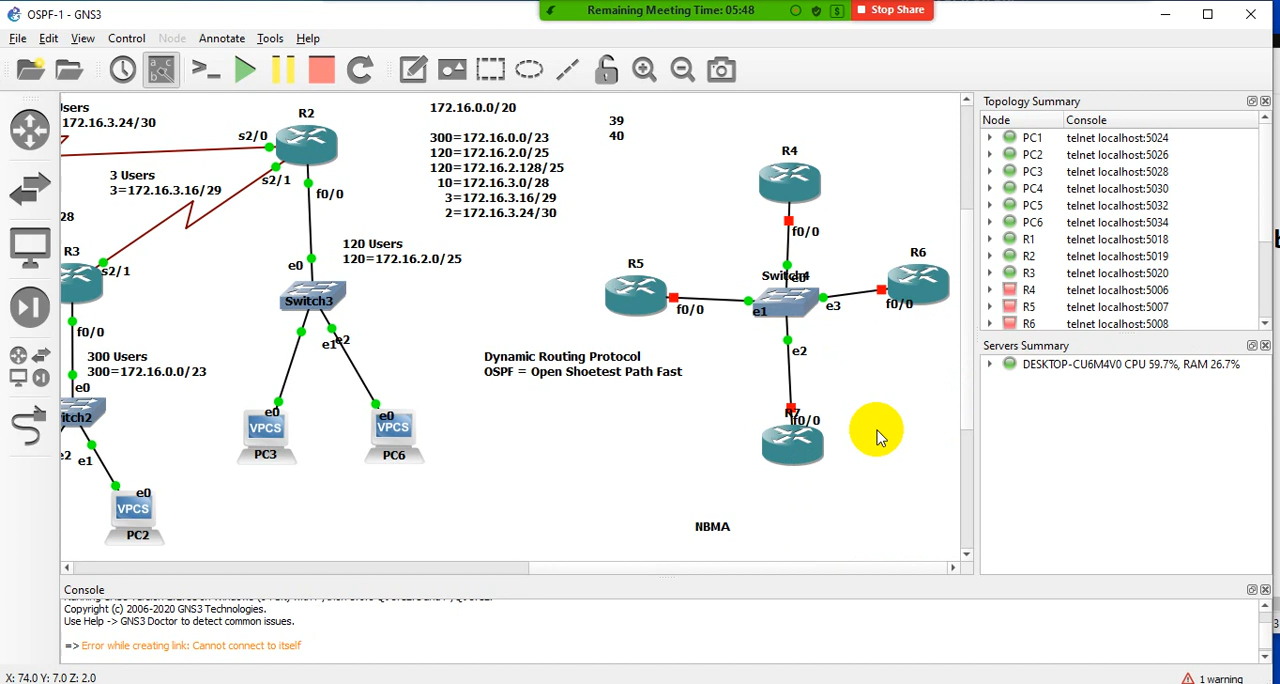 OSPF-1 - GNS3
Remaining Meeting Time: 05:48
Stop Share
File Edit View Control Node Device Annotate Tools Help
172.16.3.24/30
R2
s2/0
s2/1
f0/0
3 Users
3=172.16.3.16/29
28
R3
s2/1
f0/0
300 Users
300=172.16.0.0/23
e0
e2
e1
e0
VPCS
PC2
120 Users
120=172.16.2.0/25
e0
Switch3
e1
e2
e0
VPCS
PC3
e0
VPCS
PC6
172.16.0.0/20
300=172.16.0.0/23
120=172.16.2.0/25
120=172.16.2.128/25
10=172.16.3.0/28
3=172.16.3.16/29
2=172.16.3.24/30
39
40
Dynamic Routing Protocol
OSPF = Open Shoetest Path Fast
R4
f0/0
Switch4
R5
f0/0
e1
R6
f0/0
e3
e2
R7
f0/0
NBMA
Topology Summary
Node Console
PC1 telnet localhost:5024
PC2 telnet localhost:5026
PC3 telnet localhost:5028
PC4 telnet localhost:5030
PC5 telnet localhost:5032
PC6 telnet localhost:5034
R1 telnet localhost:5018
R2 telnet localhost:5019
R3 telnet localhost:5020
R4 telnet localhost:5006
R5 telnet localhost:5007
R6 telnet localhost:5008
Servers Summary
DESKTOP-CU6M4V0 CPU 59.7%, RAM 26.7%
Console
Copyright (c) 2006-2020 GNS3 Technologies.
Use Help -> GNS3 Doctor to detect common issues.
=> Error while creating link: Cannot connect to itself
X: 74.0 Y: 7.0 Z: 2.0
1 warning